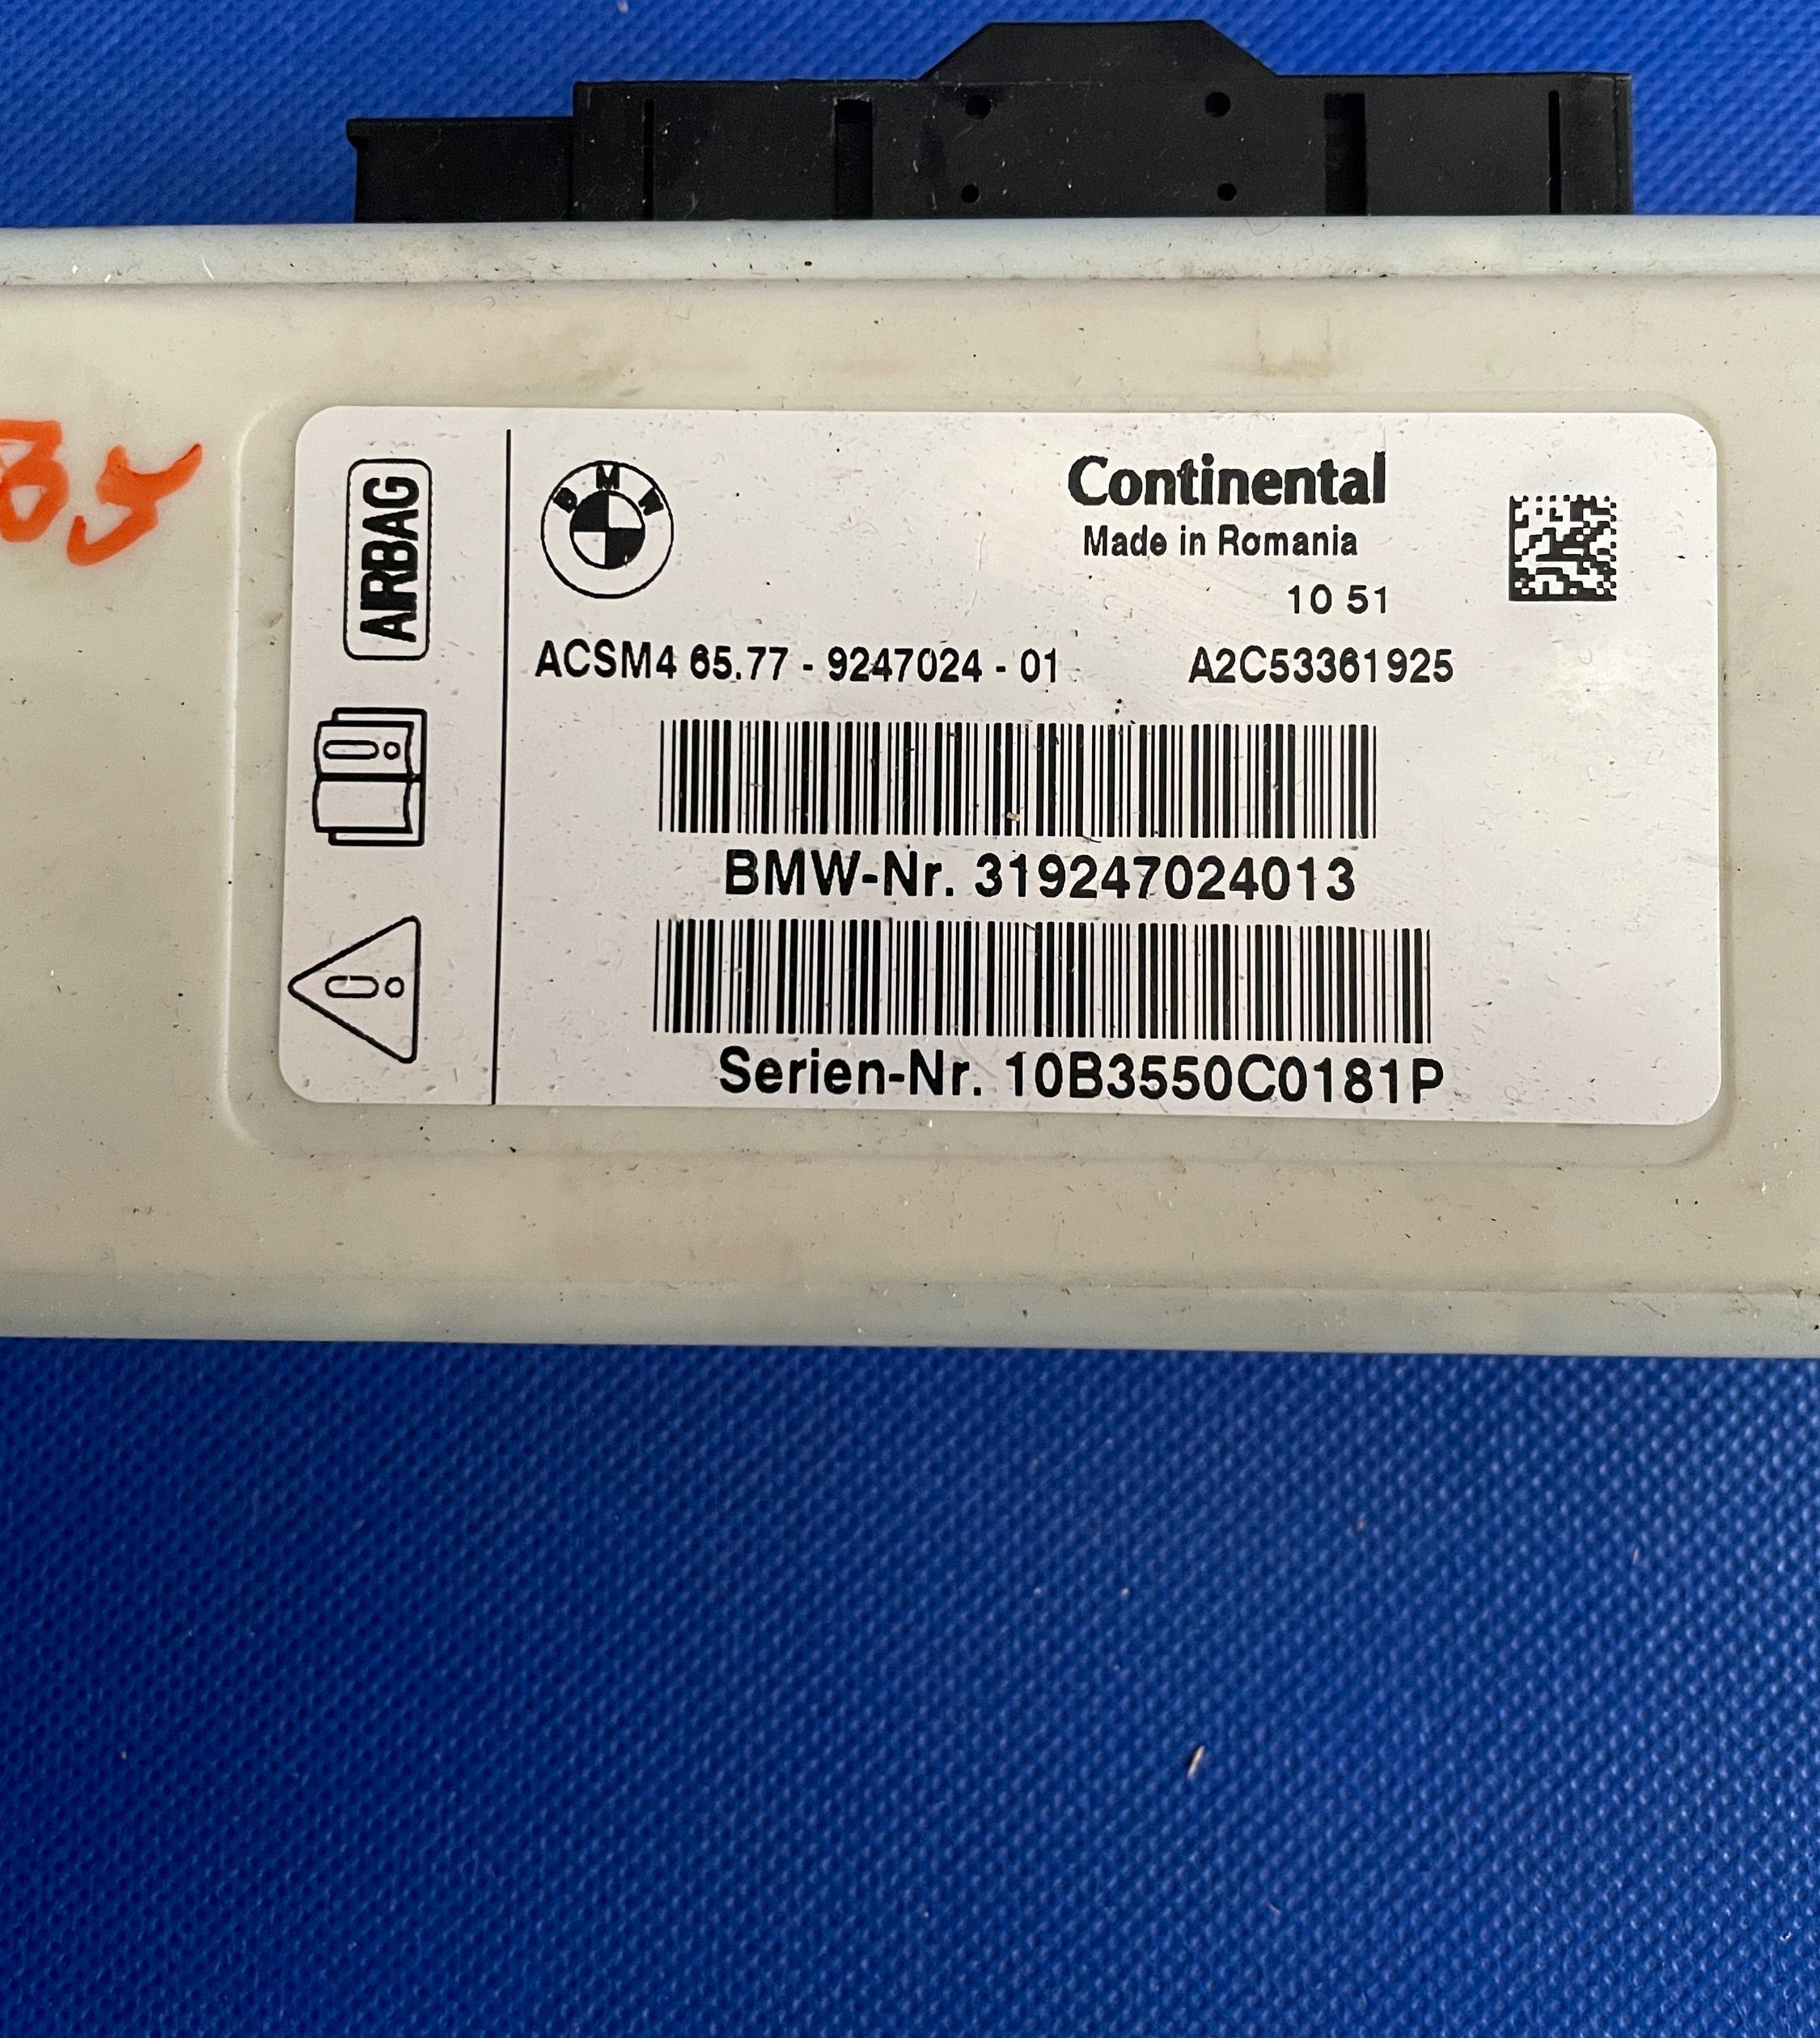 AIRBAG
BMW
Continental
Made in Romania
10 51
ACSM4 65.77 - 9247024 - 01 A2C53361925
BMW-Nr. 319247024013
Serien-Nr. 10B3550C0181P